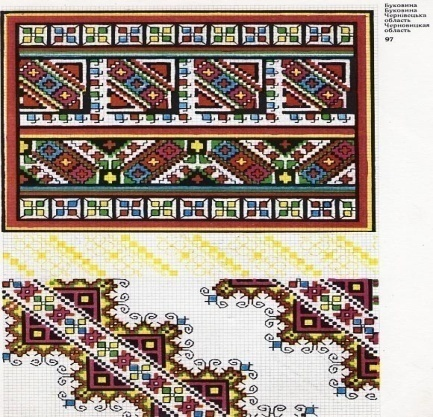 Буковина
Буковина
Чернівецька
область
Черновицкая
область
97